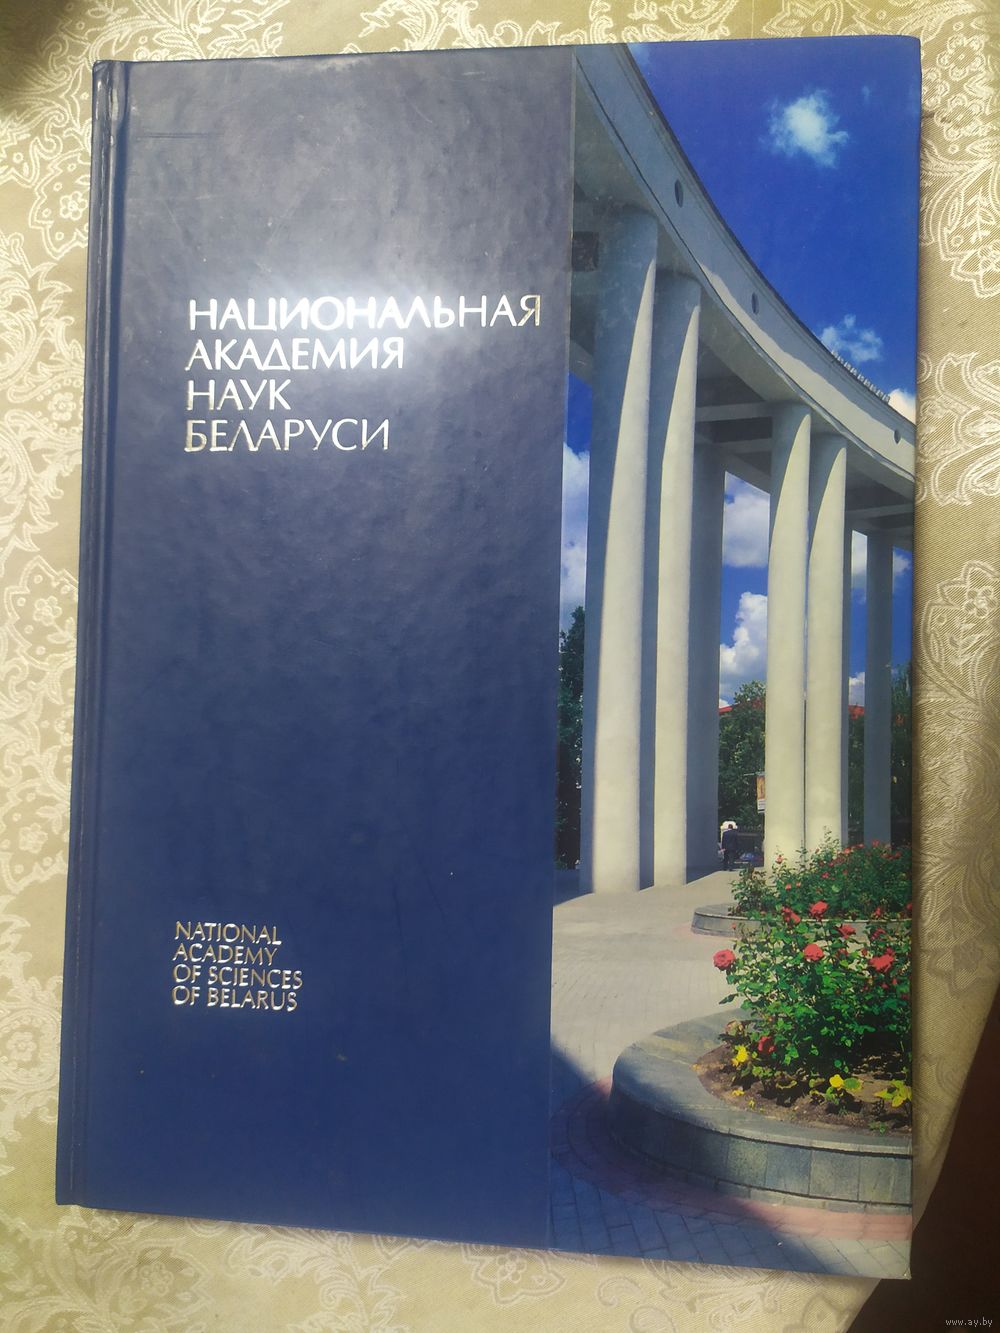 НАЦИОНАЛЬНАЯ
АКАДЕМИЯ
НАУК
БЕЛАРУСИ
NATIONAL
ACADEMY
OF SCIENCES
OF BELARUS
www.ay.by